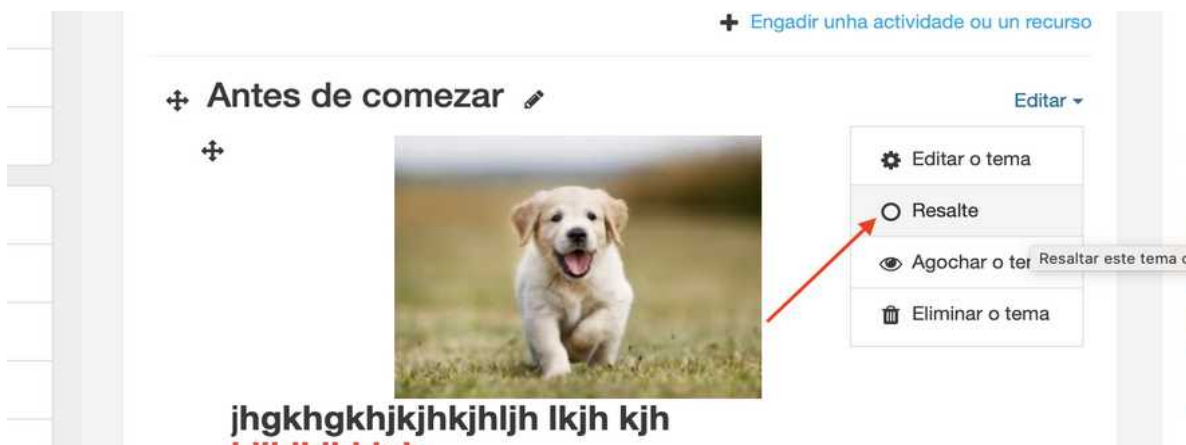 Engadir unha actividade ou un recurso
Antes de comezar
Editar
Editar o tema
Resalte
Agochar o ter
Resaltar este tema c
Eliminar o tema
jhgkhgkhjkjhkjhljh lkjh kjh